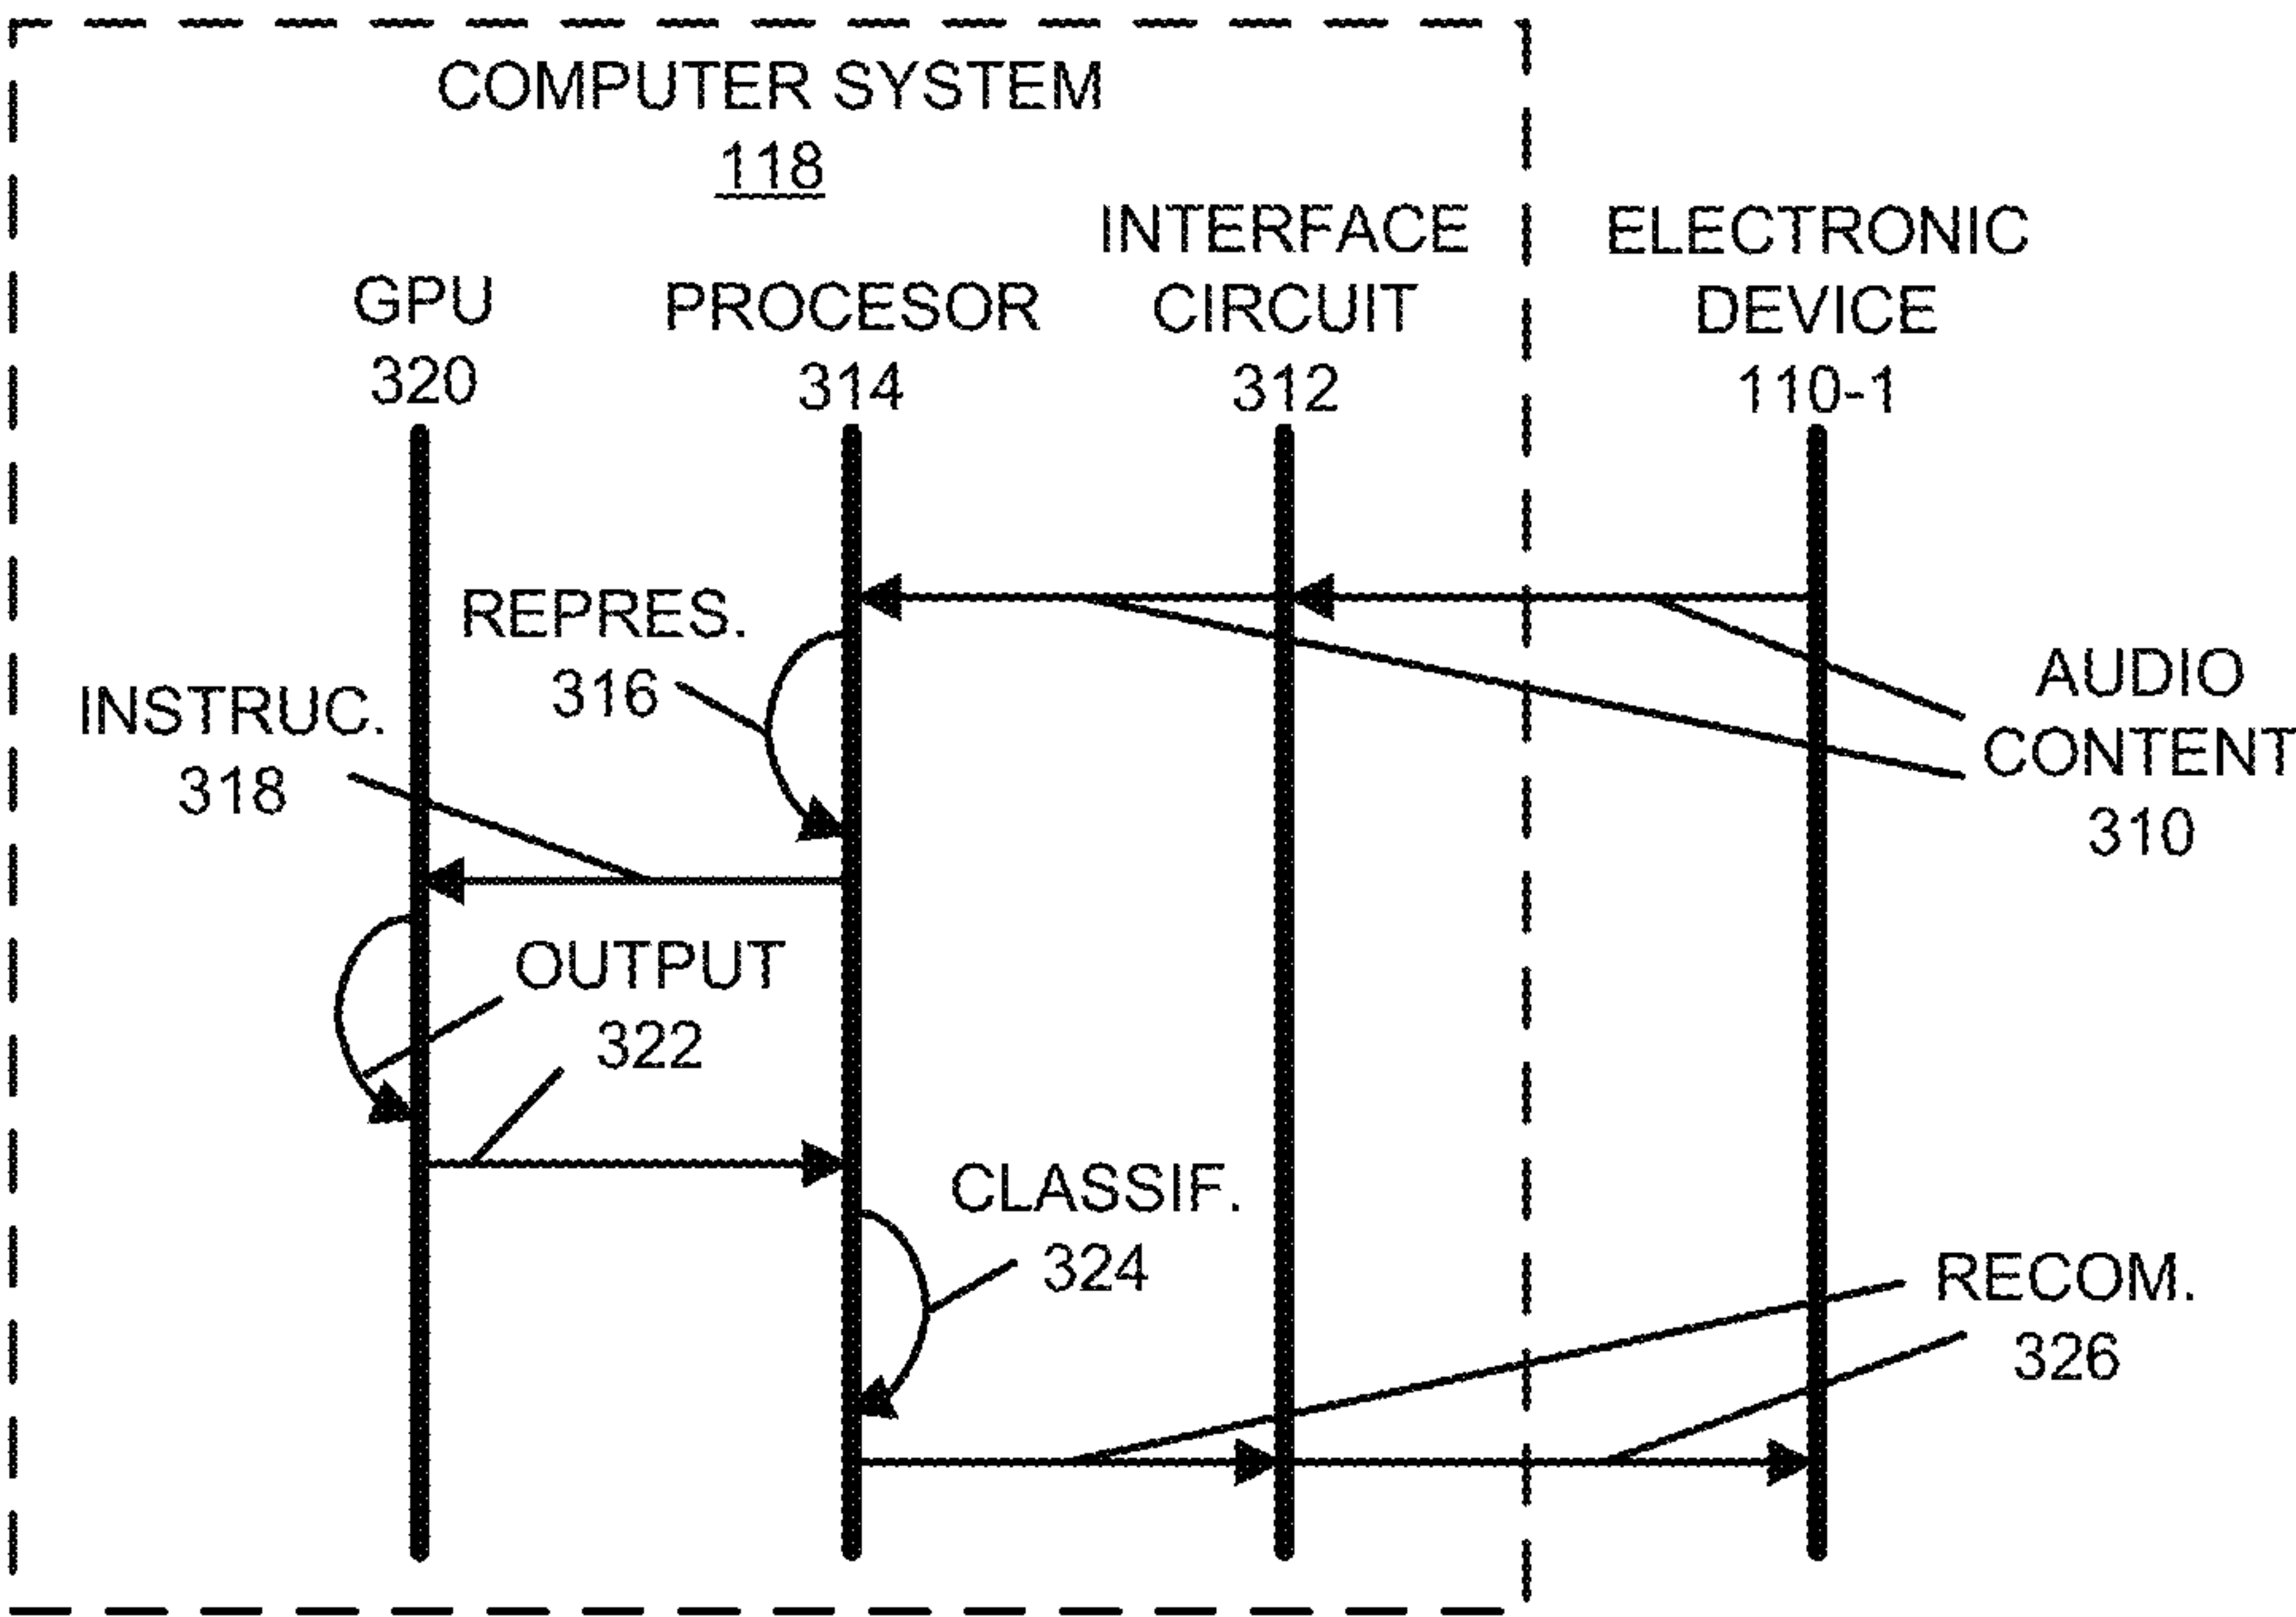 COMPUTER SYSTEM
118
GPU
320
PROCESOR
314
INTERFACE
CIRCUIT
312
ELECTRONIC
DEVICE
110-1
REPRES.
316
AUDIO
CONTENT
310
INSTRUC.
318
OUTPUT
322
CLASSIF.
324
RECOM.
326